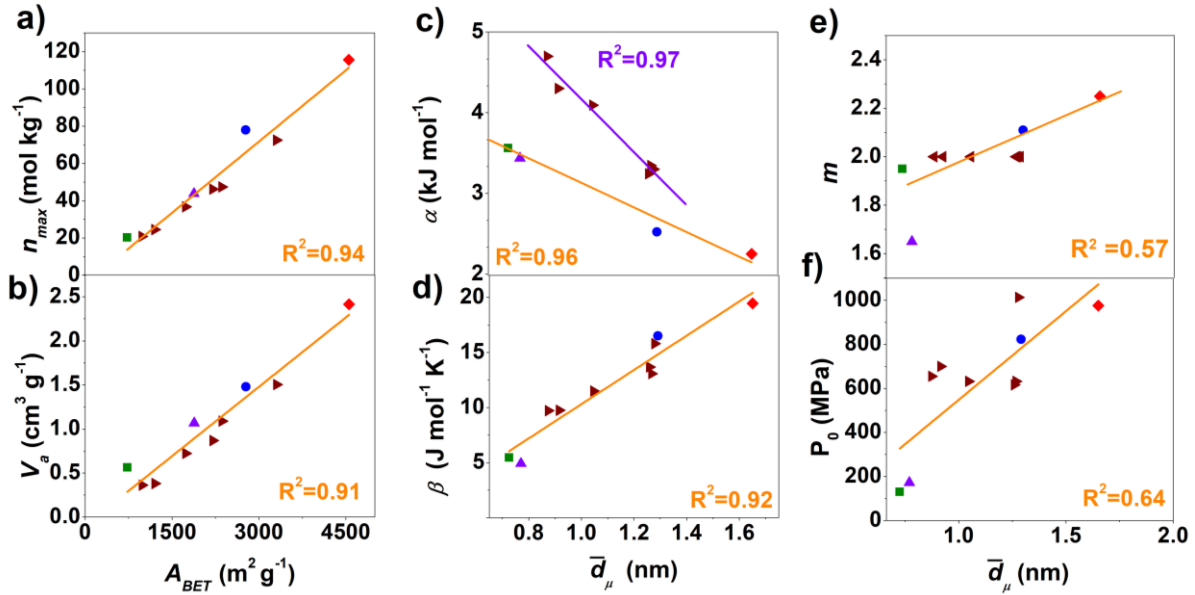 a)
n_max (mol kg⁻¹)
120
100
80
60
40
20
0
R²=0.94
b)
V_a (cm³ g⁻¹)
2.5
2.0
1.5
1.0
0.5
0.0
R²=0.91
0 1500 3000 4500
A_BET (m² g⁻¹)
c)
α (kJ mol⁻¹)
5
4
3
2
R²=0.97
R²=0.96
d)
β (J mol⁻¹ K⁻¹)
20
15
10
5
R²=0.92
0.8 1.0 1.2 1.4 1.6
d̅_μ (nm)
e)
m
2.4
2.2
2.0
1.8
1.6
R² =0.57
f)
P₀ (MPa)
1000
800
600
400
200
0
R²=0.64
1.0 1.5 2.0
d̅_μ (nm)